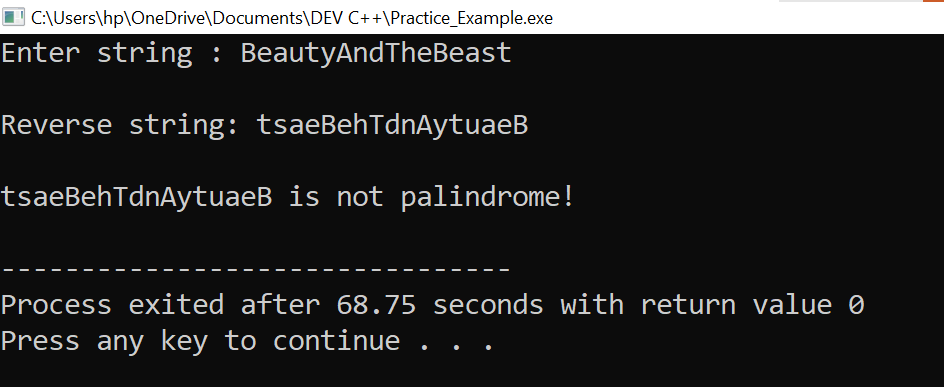 C:\Users\hp\OneDrive\Documents\DEV C++\Practice_Example.exe
Enter string : BeautyAndTheBeast
Reverse string: tsaeBehTdnAytuaeB
tsaeBehTdnAytuaeB is not palindrome!
--------------------------------
Process exited after 68.75 seconds with return value 0
Press any key to continue . . .